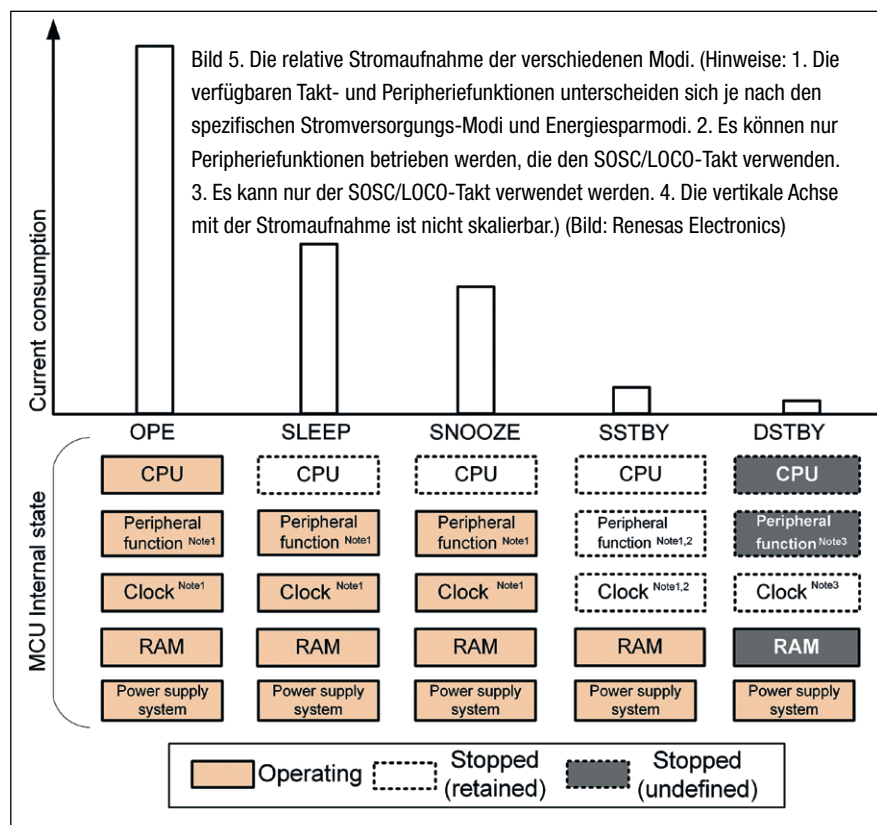 Bild 5. Die relative Stromaufnahme der verschiedenen Modi. (Hinweise: 1. Die
verfügbaren Takt- und Peripheriefunktionen unterscheiden sich je nach den
spezifischen Stromversorgungs-Modi und Energiesparmodi. 2. Es können nur
Peripheriefunktionen betrieben werden, die den SOSC/LOCO-Takt verwenden.
3. Es kann nur der SOSC/LOCO-Takt verwendet werden. 4. Die vertikale Achse
mit der Stromaufnahme ist nicht skalierbar.) (Bild: Renesas Electronics)
Current consumption
OPE SLEEP SNOOZE SSTBY DSTBY
MCU Internal state
CPU CPU CPU CPU CPU
Peripheral Peripheral Peripheral Peripheral Peripheral
function Note1 function Note1 function Note1 function Note1,2 function Note3
Clock Note1 Clock Note1 Clock Note1 Clock Note1,2 Clock Note3
RAM RAM RAM RAM RAM
Power supply Power supply Power supply Power supply Power supply
system system system system system
Operating Stopped Stopped
(retained) (undefined)